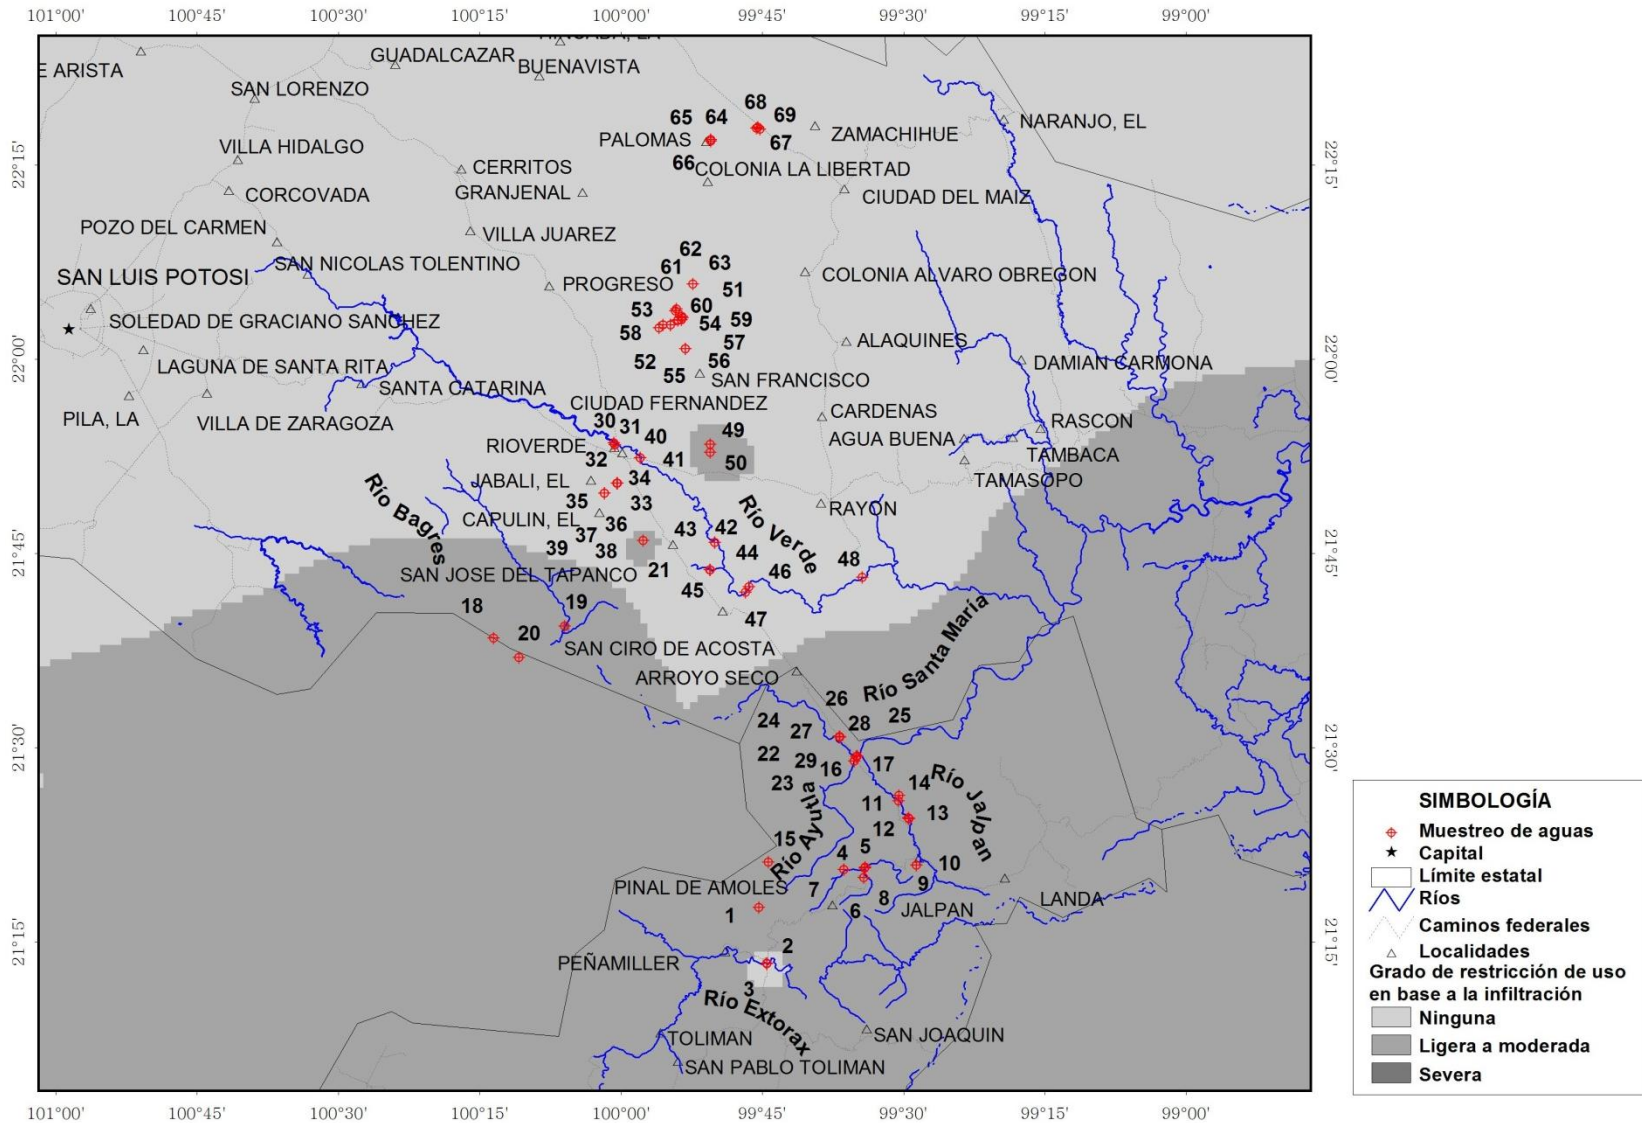 101°00' 100°45' 100°30' 100°15' 100°00' 99°45' 99°30' 99°15' 99°00'
HINCADA, LA
GUADALCAZAR
E ARISTA
BUENAVISTA
SAN LORENZO
68
65 64 69
NARANJO, EL
PALOMAS
ZAMACHIHUE
67
VILLA HIDALGO
66
22°15'
22°15'
CERRITOS
COLONIA LA LIBERTAD
CORCOVADA
GRANJENAL
CIUDAD DEL MAIZ
POZO DEL CARMEN
VILLA JUAREZ
62
SAN NICOLAS TOLENTINO
61 63
SAN LUIS POTOSI
COLONIA ALVARO OBREGON
PROGRESO
51
53 60
SOLEDAD DE GRACIANO SANCHEZ
54 59
58
57
ALAQUINES
22°00'
22°00'
52 56
LAGUNA DE SANTA RITA
DAMIAN CARMONA
55
SAN FRANCISCO
SANTA CATARINA
CIUDAD FERNANDEZ
PILA, LA
VILLA DE ZARAGOZA
30 31
CARDENAS
RASCON
49
40
RIOVERDE
AGUA BUENA
32 41
50
TAMBACA
34
JABALI, EL
TAMASOPO
35 33
Río Bagres
Río Verde
RAYON
CAPULIN, EL
36
37
43 42
39 38
44
48
21°45'
21°45'
SAN JOSE DEL TAPANCO
21
46
45
18 19
47
20
Río Santa María
SAN CIRO DE ACOSTA
ARROYO SECO
26
25
24 27 28
22 29
21°30'
21°30'
16 17
23
14
Río Jalpan
11
13
Río Ayutla
12
15
4 5
10
PINAL DE AMOLES
7
9
8
LANDA
1
6
JALPAN
2
21°15'
21°15'
PEÑAMILLER
3
Río Extorax
TOLIMAN
SAN JOAQUIN
SAN PABLO TOLIMAN
101°00' 100°45' 100°30' 100°15' 100°00' 99°45' 99°30' 99°15' 99°00'
SIMBOLOGÍA
Muestreo de aguas
Capital
Límite estatal
Ríos
Caminos federales
Localidades
Grado de restricción de uso
en base a la infiltración
Ninguna
Ligera a moderada
Severa